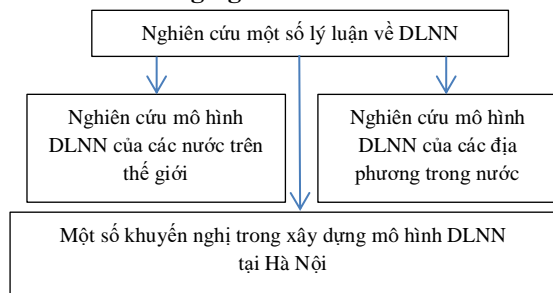 Nghiên cứu một số lý luận về DLNN
Nghiên cứu mô hình
DLNN của các nước trên
thế giới
Nghiên cứu mô hình
DLNN của các địa
phương trong nước
Một số khuyến nghị trong xây dựng mô hình DLNN
tại Hà Nội